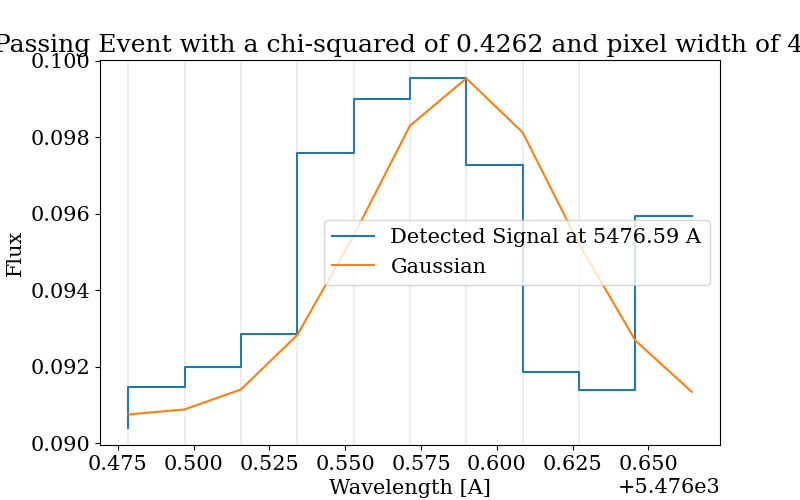 Passing Event with a chi-squared of 0.4262 and pixel width of 4
0.100
0.098
0.096
0.094
0.092
0.090
Flux
Detected Signal at 5476.59 A
Gaussian
0.475 0.500 0.525 0.550 0.575 0.600 0.625 0.650
+5.476e3
Wavelength [A]